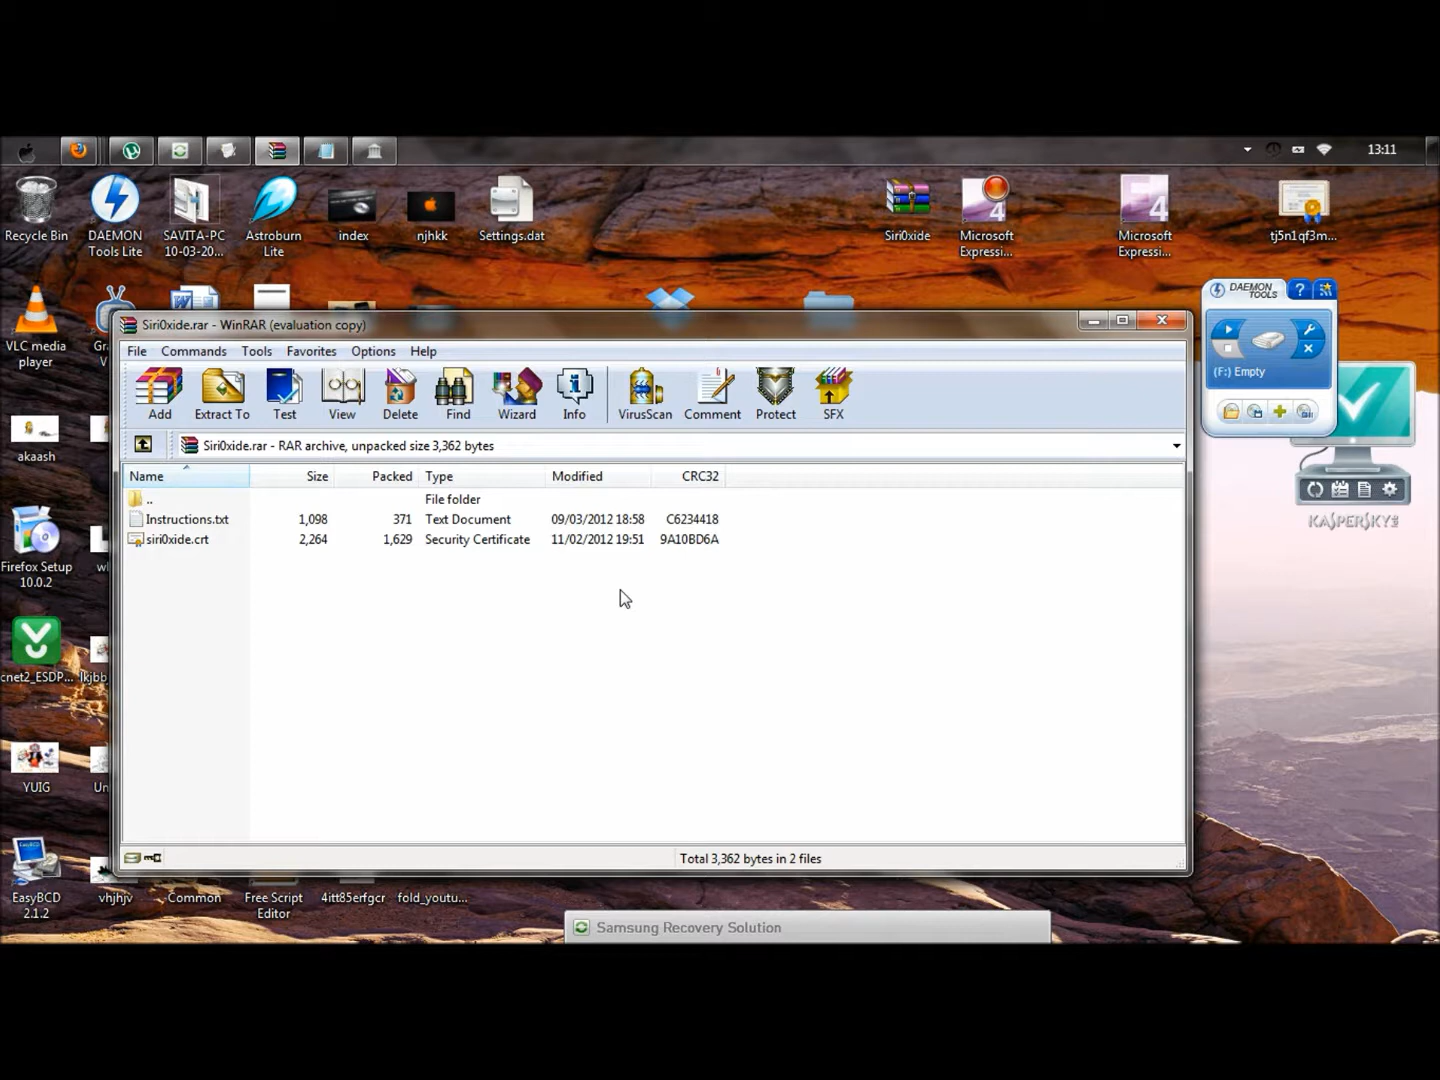 13:11
Recycle Bin
DAEMON
Tools Lite
SAVITA-PC
10-03-20...
Astroburn
Lite
index
njhkk
Settings.dat
Siri0xide
Microsoft
Expressi...
Microsoft
Expressi...
tj5n1qf3m...
DAEMON
TOOLS
?
(F:) Empty
VLC media
player
Gr
V
Siri0xide.rar - WinRAR (evaluation copy)
File Commands Tools Favorites Options Help
Add Extract To Test View Delete Find Wizard Info VirusScan Comment Protect SFX
Siri0xide.rar - RAR archive, unpacked size 3,362 bytes
Name Size Packed Type Modified CRC32
.. File folder
Instructions.txt 1,098 371 Text Document 09/03/2012 18:58 C6234418
siri0xide.crt 2,264 1,629 Security Certificate 11/02/2012 19:51 9A10BD6A
Total 3,362 bytes in 2 files
akaash
KASPERSKY
Firefox Setup
10.0.2
wl
cnet2_ESDP...
lkjbb
YUIG
Un
EasyBCD
2.1.2
vhjhjv
Common
Free Script
Editor
4itt85erfgcr
fold_youtu...
Samsung Recovery Solution